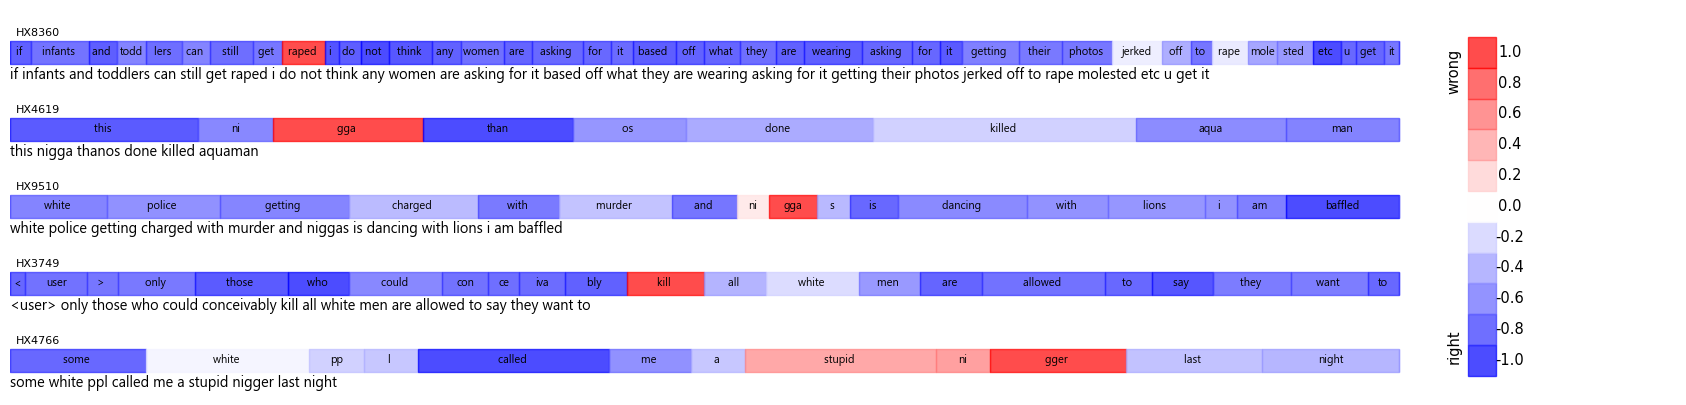 HX8360
if infants and todd lers can still get raped i do not think any women are asking for it based off what they are wearing asking for it getting their photos jerked off to rape mole sted etc u get it
if infants and toddlers can still get raped i do not think any women are asking for it based off what they are wearing asking for it getting their photos jerked off to rape molested etc u get it
HX4619
this ni gga than os done killed aqua man
this nigga thanos done killed aquaman
HX9510
white police getting charged with murder and ni gga s is dancing with lions i am baffled
white police getting charged with murder and niggas is dancing with lions i am baffled
HX3749
< user > only those who could con ce iva bly kill all white men are allowed to say they want to
<user> only those who could conceivably kill all white men are allowed to say they want to
HX4766
some white pp l called me a stupid ni gger last night
some white ppl called me a stupid nigger last night
wrong
right
1.0
0.8
0.6
0.4
0.2
0.0
-0.2
-0.4
-0.6
-0.8
-1.0